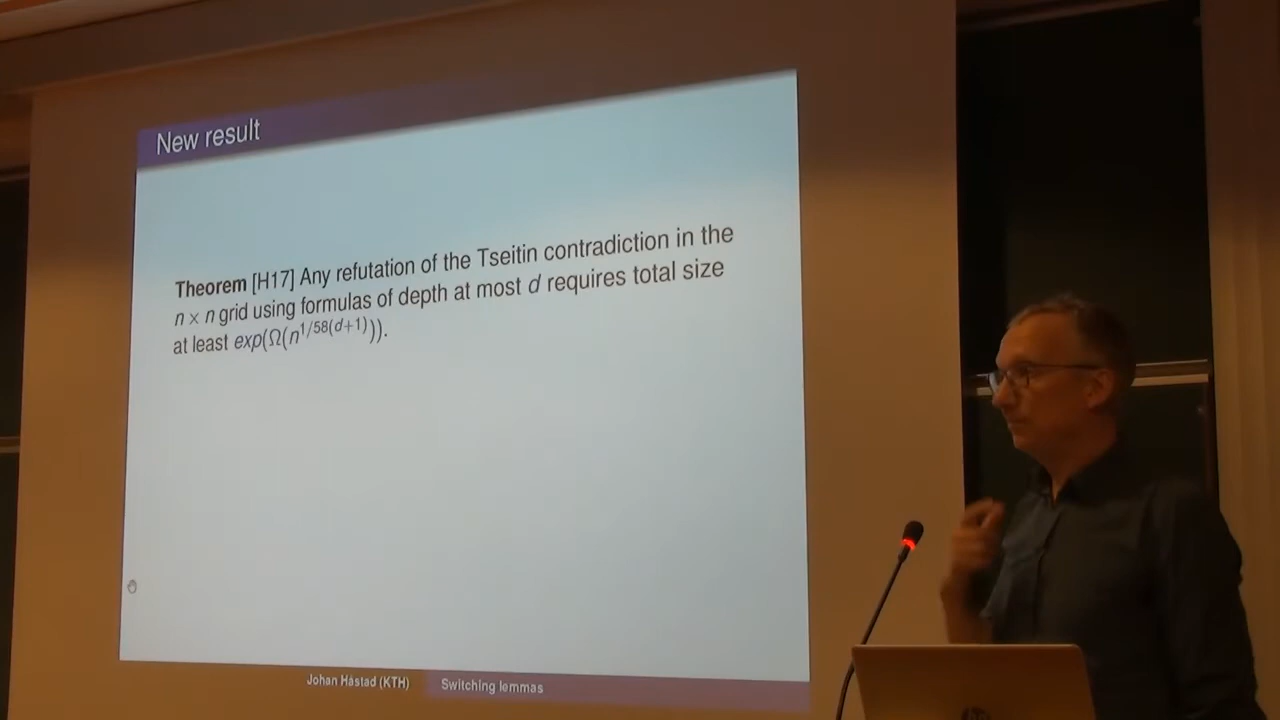 New result
Theorem [H17] Any refutation of the Tseitin contradiction in the
n × n grid using formulas of depth at most d requires total size
at least exp(Ω(n^{1/58(d+1)})).
Johan Håstad (KTH) Switching lemmas